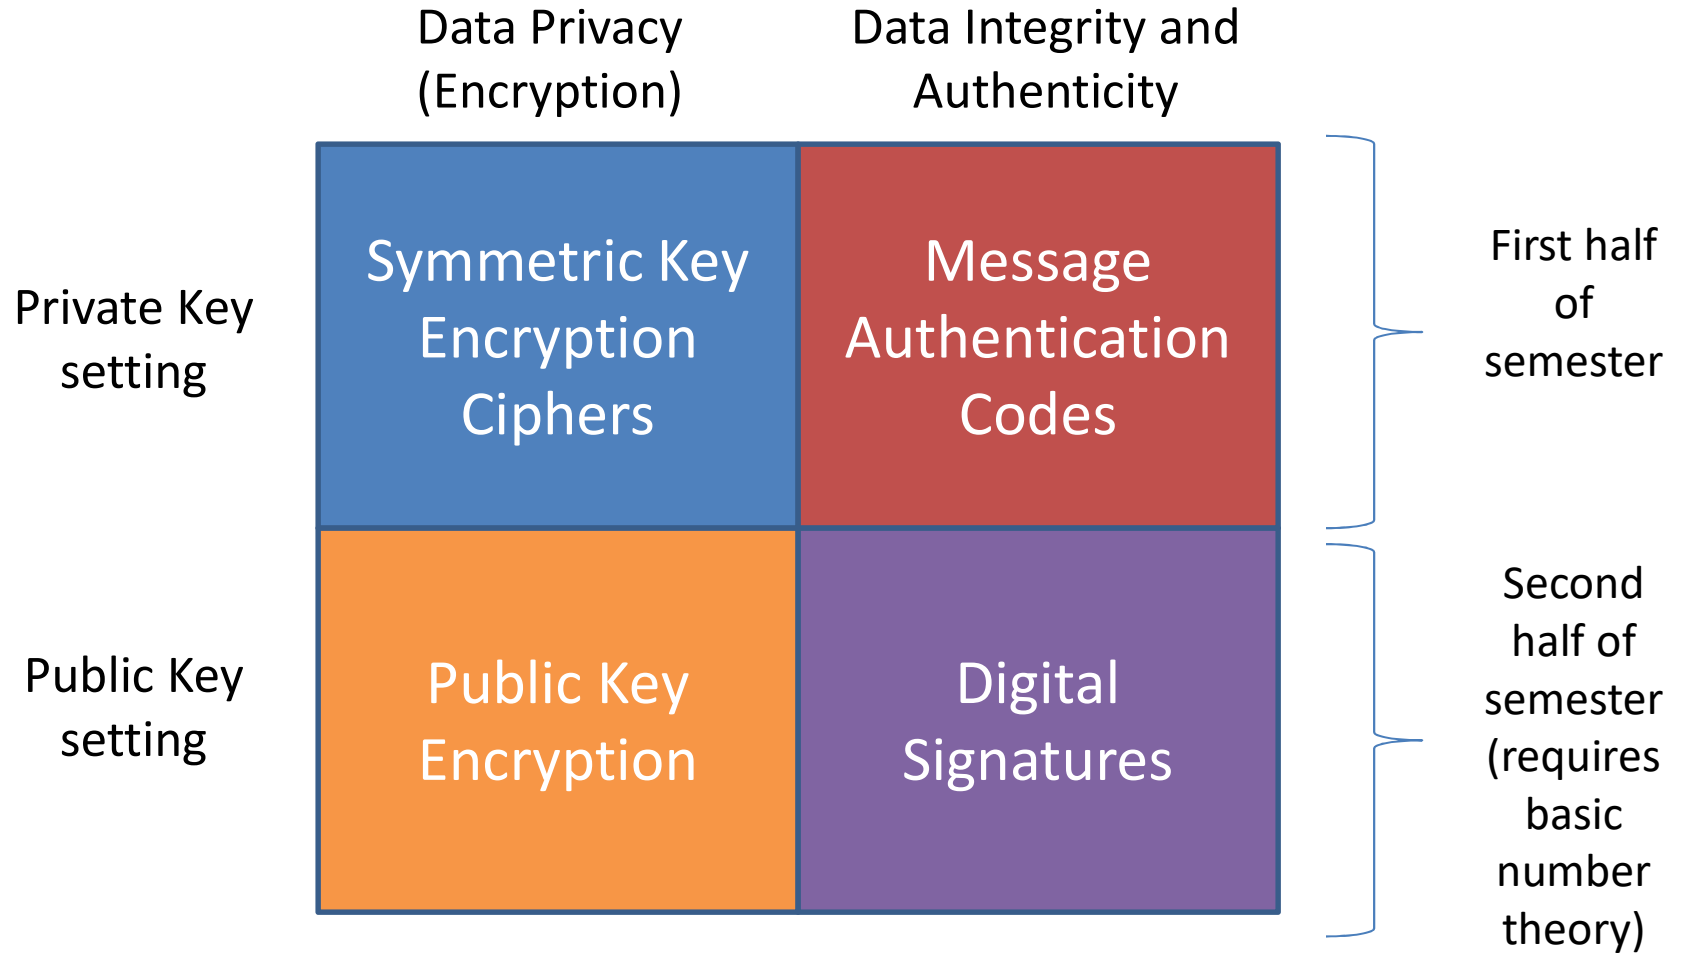 Data Privacy
(Encryption)
Data Integrity and
Authenticity
Private Key
setting
Symmetric Key
Encryption
Ciphers
Message
Authentication
Codes
First half
of
semester
Public Key
setting
Public Key
Encryption
Digital
Signatures
Second
half of
semester
(requires
basic
number
theory)